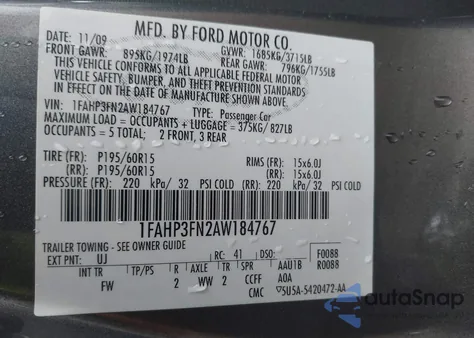 MFD. BY FORD MOTOR CO.
DATE: 11/09 GVWR: 1685KG/3715LB
FRONT GAWR: 895KG/1974LB REAR GAWR: 796KG/1755LB
THIS VEHICLE CONFORMS TO ALL APPLICABLE FEDERAL MOTOR
VEHICLE SAFETY, BUMPER, AND THEFT PREVENTION STANDARDS
IN EFFECT ON THE DATE OF MANUFACTURE SHOWN ABOVE.
VIN: 1FAHP3FN2AW184767 TYPE: Passenger Car
MAXIMUM LOAD = OCCUPANTS + LUGGAGE = 375KG/827LB
OCCUPANTS = 5 TOTAL; 2 FRONT, 3 REAR
TIRE (FR): P195/60R15 RIMS (FR): 15x6.0J
(RR): P195/60R15 (RR): 15x6.0J
PRESSURE (FR): 220 kPa/ 32 PSI COLD (RR): 220 kPa/ 32 PSI COLD
1FAHP3FN2AW184767
TRAILER TOWING - SEE OWNER GUIDE
EXT PNT: UJ RC: 41 DSO: F0088
INT TR TP/PS R AXLE TR SPR AAU1B R0088
FW 2 WW 2 CCFF AOA
CMC 5U5A-5420472-AA
autoSnap